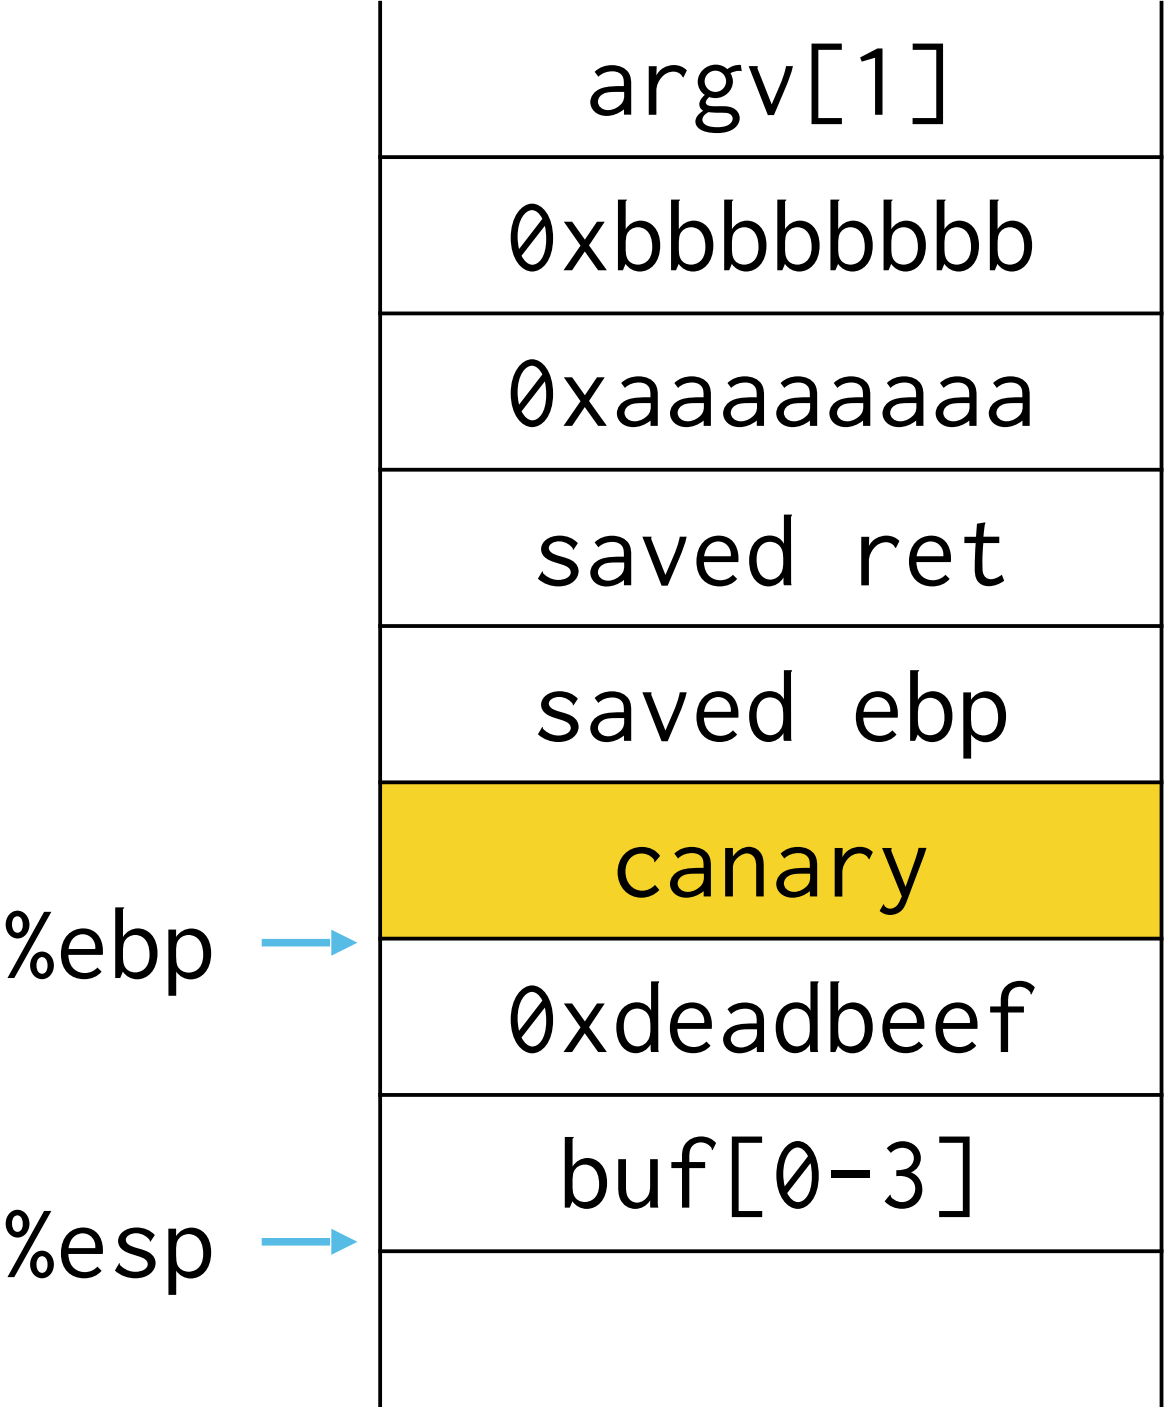 argv[1]
0xbbbbbbbb
0xaaaaaaaa
saved ret
saved ebp
canary
%ebp
0xdeadbeef
buf[0-3]
%esp